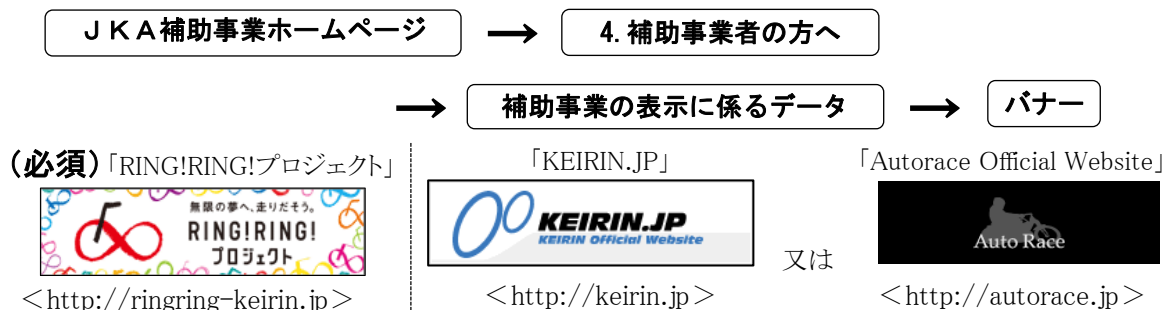 ＪＫＡ補助事業ホームページ → 4.補助事業者の方へ
→ 補助事業の表示に係るデータ → バナー
(必須)「RING!RING!プロジェクト」
無限の夢へ、走りだそう。
RING!RING!
プロジェクト
＜http://ringring-keirin.jp＞
「KEIRIN.JP」
KEIRIN.JP
KEIRIN Official Website
＜http://keirin.jp＞
又は
「Autorace Official Website」
Auto Race
＜http://autorace.jp＞